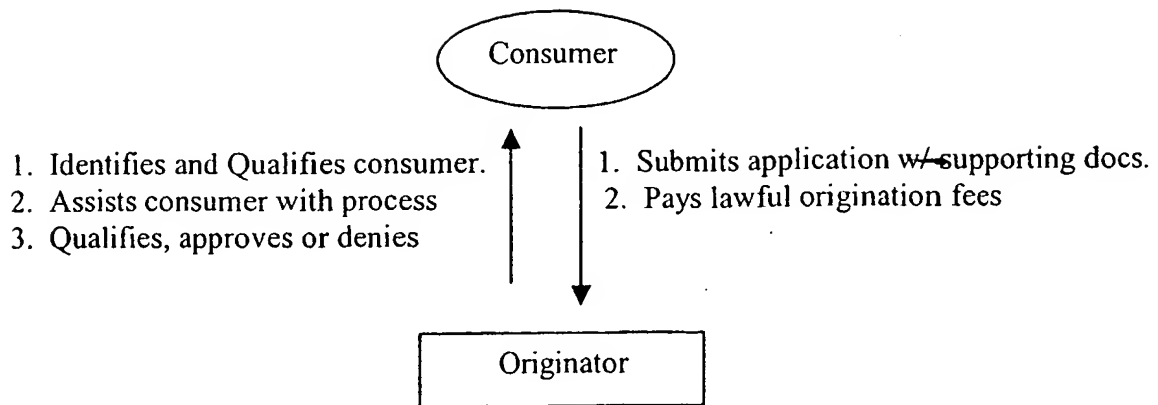 Consumer
1. Identifies and Qualifies consumer.
2. Assists consumer with process
3. Qualifies, approves or denies
1. Submits application w/ supporting docs.
2. Pays lawful origination fees
Originator